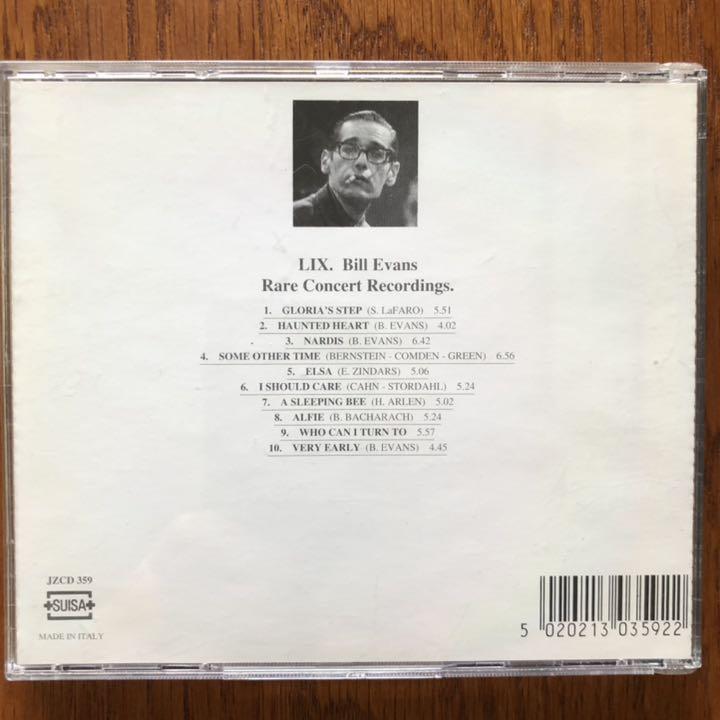 LIX. Bill Evans
Rare Concert Recordings.
1. GLORIA'S STEP (S. LaFARO) 5.51
2. HAUNTED HEART (B. EVANS) 4.02
3. NARDIS (B. EVANS) 6.42
4. SOME OTHER TIME (BERNSTEIN - COMDEN - GREEN) 6.56
5. ELSA (E. ZINDARS) 5.06
6. I SHOULD CARE (CAHN - STORDAHL) 5.24
7. A SLEEPING BEE (H. ARLEN) 5.02
8. ALFIE (B. BACHARACH) 5.24
9. WHO CAN I TURN TO 5.57
10. VERY EARLY (B. EVANS) 4.45
JZCD 359
SUISA
MADE IN ITALY
5 020213 035922